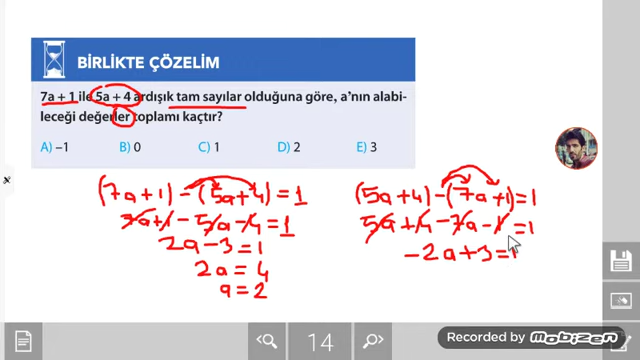 BİRLİKTE ÇÖZELİM
7a + 1 ile 5a + 4 ardışık tam sayılar olduğuna göre, a'nın alabi-
leceği değerler toplamı kaçtır?
A) –1 B) 0 C) 1 D) 2 E) 3
(7a+1) - (5a+4) = 1
7a+1 - 5a - 4 = 1
2a - 3 = 1
2a = 4
a = 2
(5a+4) - (7a+1) = 1
5a + 4 - 7a - 1 = 1
-2a + 3 = 1
14
Recorded by MOBIZEN